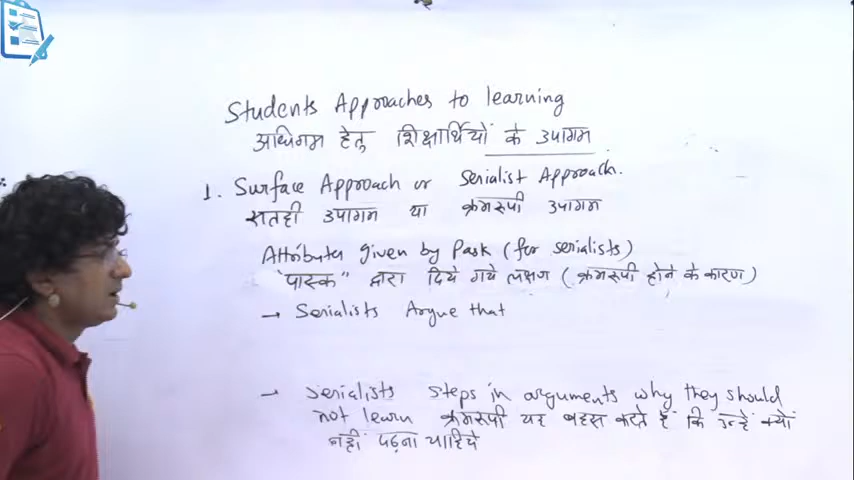 Students Approaches to learning
अधिगम हेतु शिक्षार्थियों के उपागम
1. Surface Approach or Serialist Approach.
सतही उपागम या क्रमरूपी उपागम
Attributes given by Pask (for serialists)
"पास्क" द्वारा दिये गये लक्षण (क्रमरूपी होने के कारण)
→ Serialists Argue that
→ Serialists steps in arguments why they should
not learn क्रमरूपी यह बहस करते हैं कि उन्हें क्यों
नहीं पढ़ना चाहिये